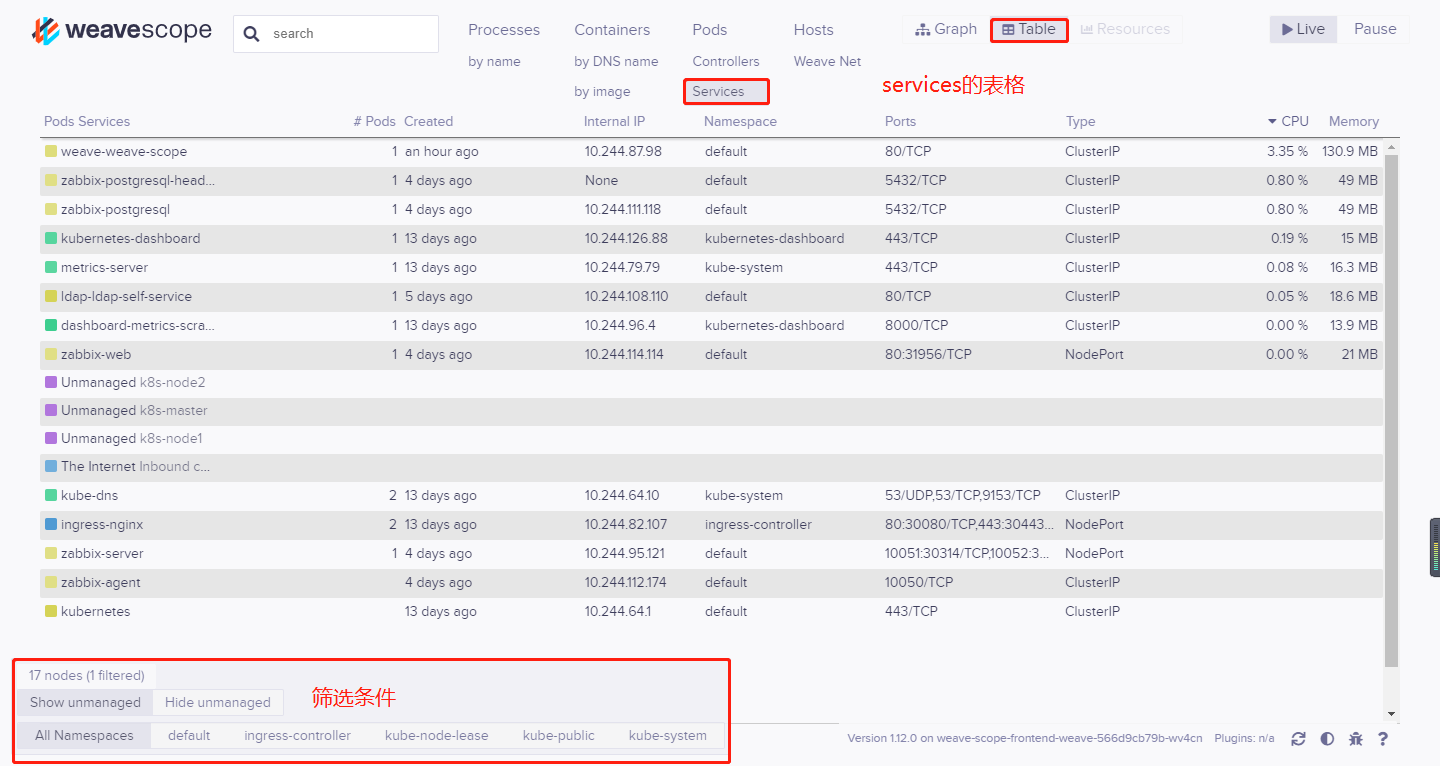 weavescope
search
Processes Containers Pods Hosts
Graph Table Resources Live Pause
by name by DNS name Controllers Weave Net
by image Services
services的表格
Pods Services # Pods Created Internal IP Namespace Ports Type CPU Memory
weave-weave-scope 1 an hour ago 10.244.87.98 default 80/TCP ClusterIP 3.35 % 130.9 MB
zabbix-postgresql-head... 1 4 days ago None default 5432/TCP ClusterIP 0.80 % 49 MB
zabbix-postgresql 1 4 days ago 10.244.111.118 default 5432/TCP ClusterIP 0.80 % 49 MB
kubernetes-dashboard 1 13 days ago 10.244.126.88 kubernetes-dashboard 443/TCP ClusterIP 0.19 % 15 MB
metrics-server 1 13 days ago 10.244.79.79 kube-system 443/TCP ClusterIP 0.08 % 16.3 MB
ldap-ldap-self-service 1 5 days ago 10.244.108.110 default 80/TCP ClusterIP 0.05 % 18.6 MB
dashboard-metrics-scra... 1 13 days ago 10.244.96.4 kubernetes-dashboard 8000/TCP ClusterIP 0.00 % 13.9 MB
zabbix-web 1 4 days ago 10.244.114.114 default 80:31956/TCP NodePort 0.00 % 21 MB
Unmanaged k8s-node2
Unmanaged k8s-master
Unmanaged k8s-node1
The Internet Inbound c...
kube-dns 2 13 days ago 10.244.64.10 kube-system 53/UDP,53/TCP,9153/TCP ClusterIP
ingress-nginx 2 13 days ago 10.244.82.107 ingress-controller 80:30080/TCP,443:30443... NodePort
zabbix-server 1 4 days ago 10.244.95.121 default 10051:30314/TCP,10052:3... NodePort
zabbix-agent 4 days ago 10.244.112.174 default 10050/TCP ClusterIP
kubernetes 13 days ago 10.244.64.1 default 443/TCP ClusterIP
17 nodes (1 filtered)
Show unmanaged Hide unmanaged
筛选条件
All Namespaces default ingress-controller kube-node-lease kube-public kube-system
Version 1.12.0 on weave-scope-frontend-weave-566d9cb79b-wv4cn Plugins: n/a